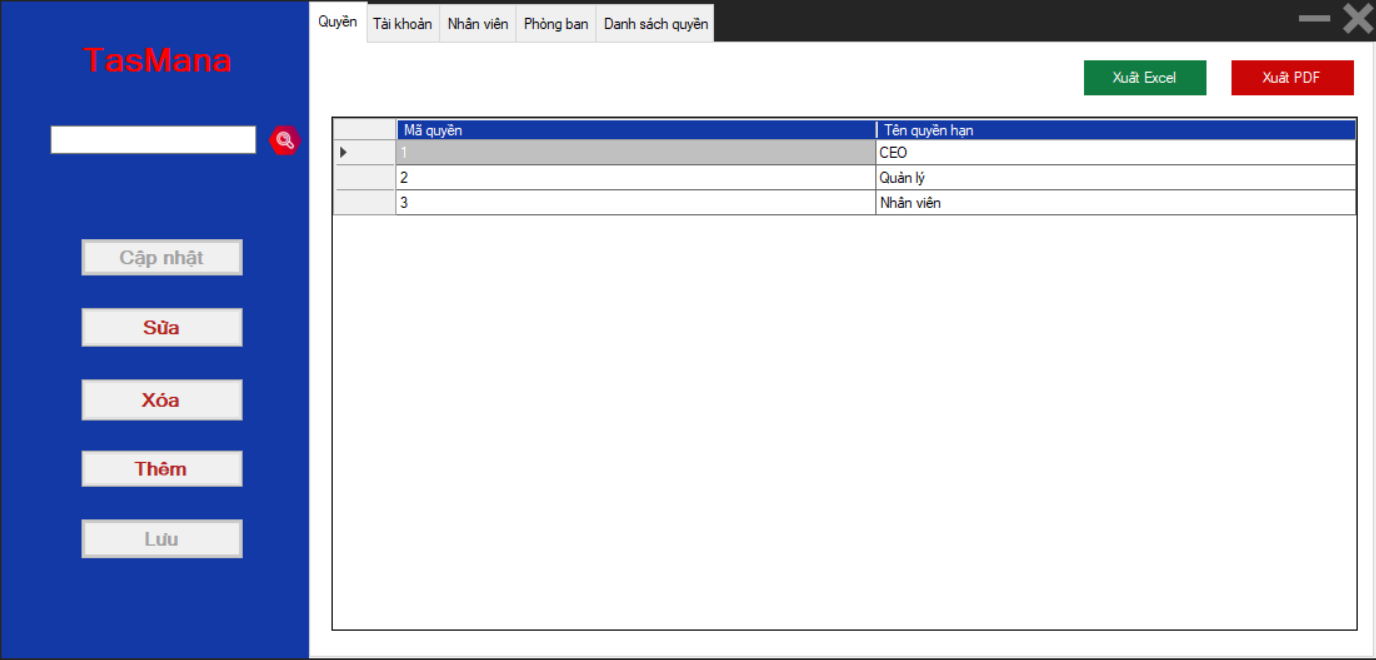 Quyền Tài khoản Nhân viên Phòng ban Danh sách quyền
TasMana
Xuất Excel Xuất PDF
Mã quyền Tên quyền hạn
1 CEO
2 Quản lý
3 Nhân viên
Cập nhật
Sửa
Xóa
Thêm
Lưu